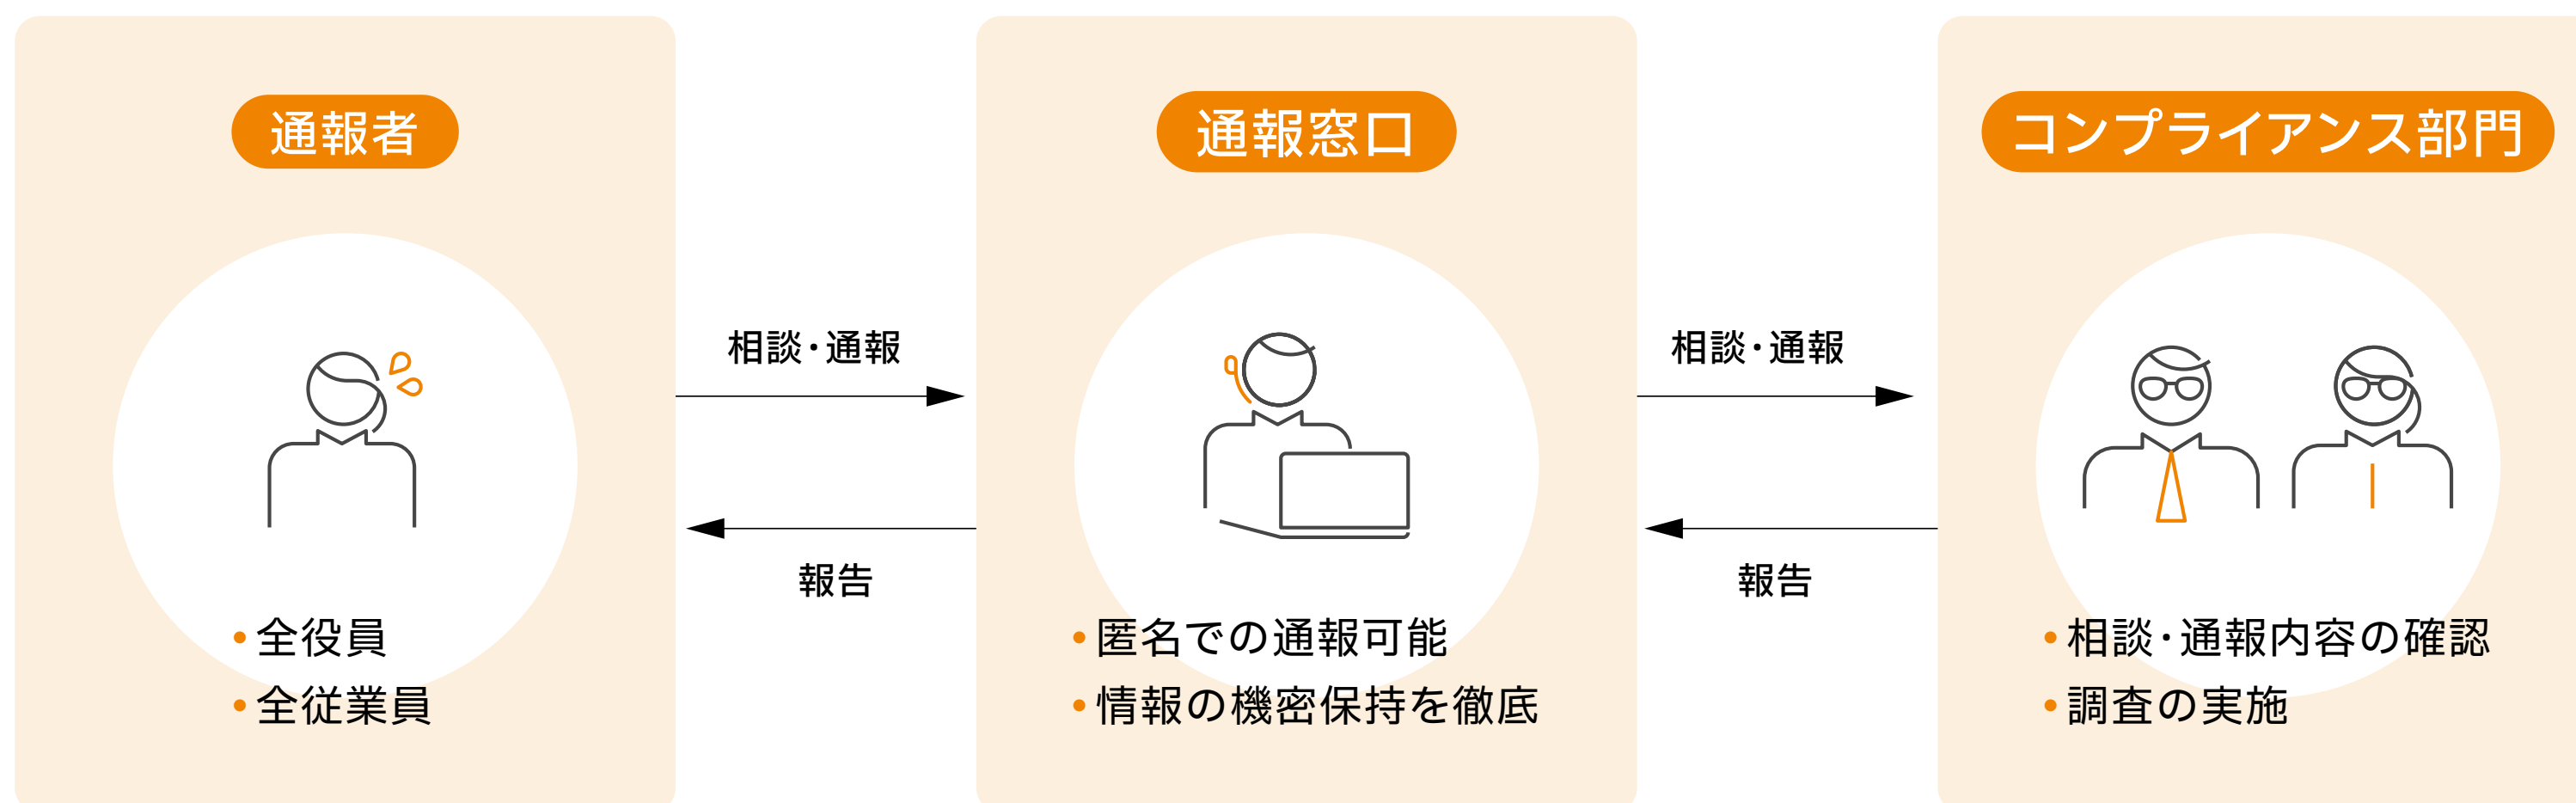 通報者
• 全役員
• 全従業員
相談・通報
報告
通報窓口
• 匿名での通報可能
• 情報の機密保持を徹底
相談・通報
報告
コンプライアンス部門
• 相談・通報内容の確認
• 調査の実施